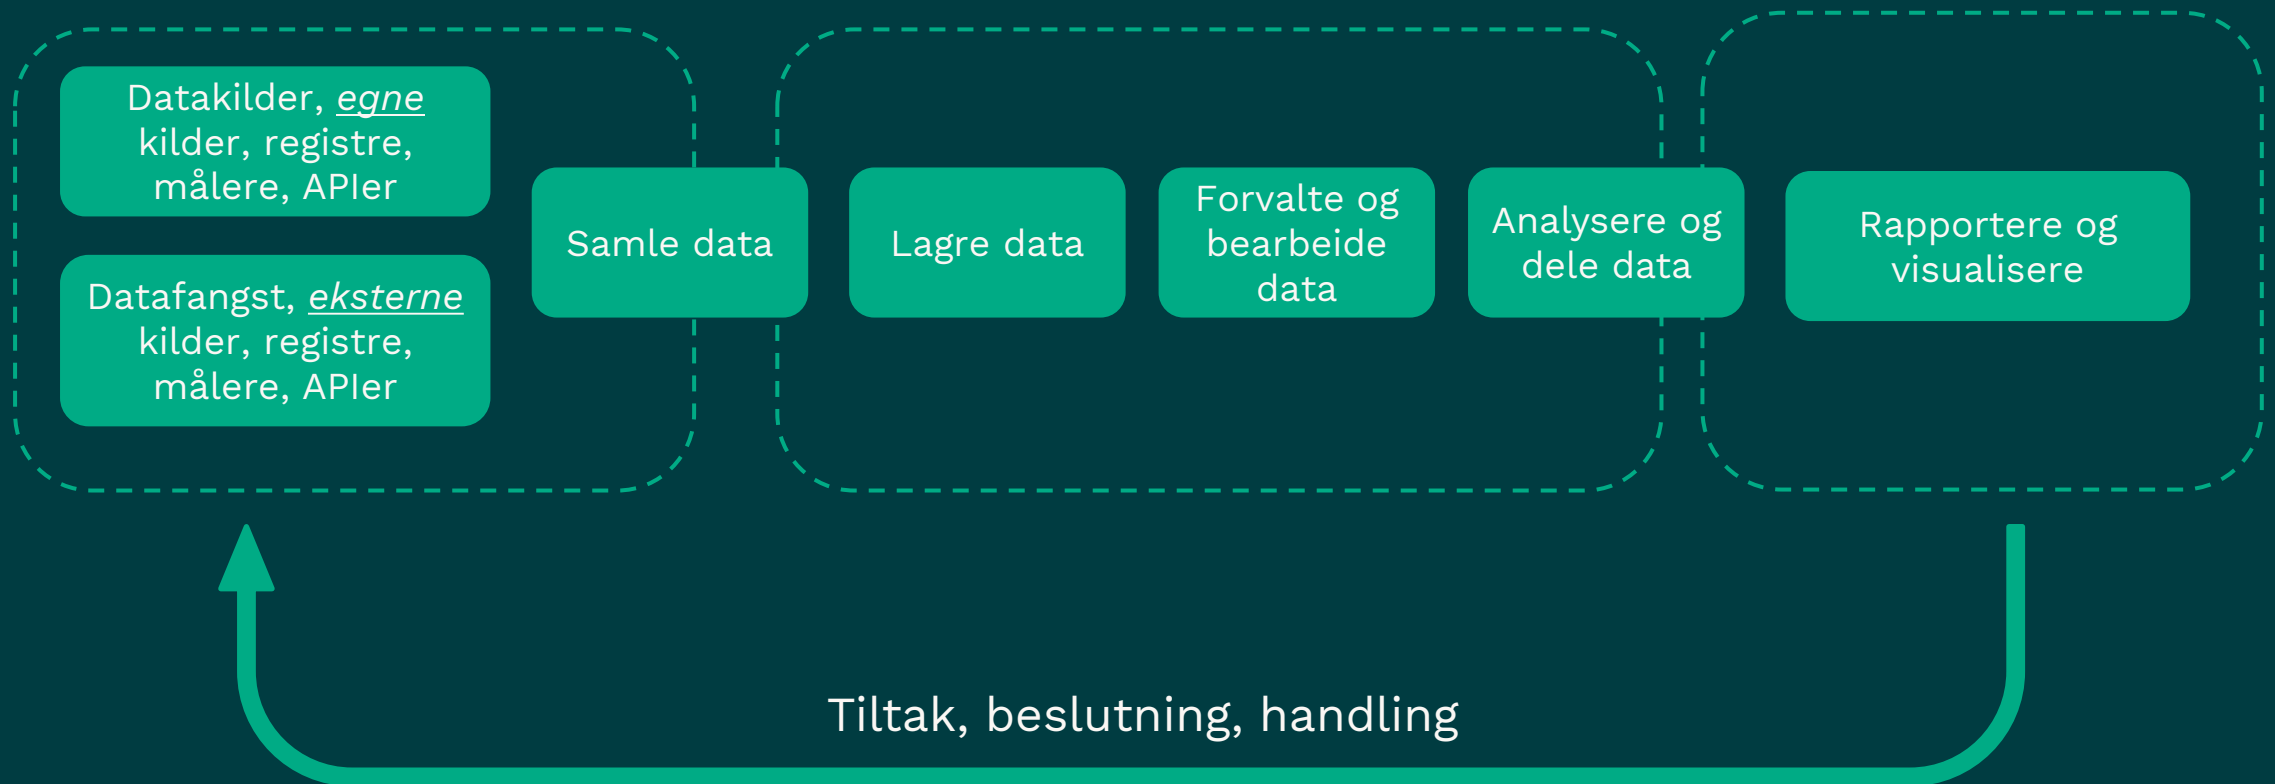 Datakilder, egne
kilder, registre,
målere, APIer
Datafangst, eksterne
kilder, registre,
målere, APIer
Samle data
Lagre data
Forvalte og
bearbeide
data
Analysere og
dele data
Rapportere og
visualisere
Tiltak, beslutning, handling